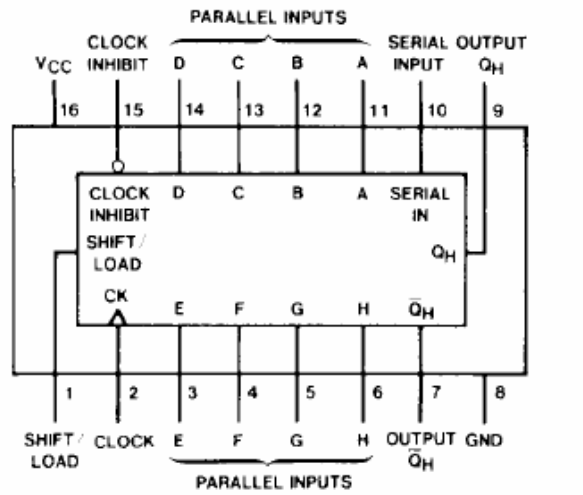 PARALLEL INPUTS
CLOCK SERIAL OUTPUT
VCC INHIBIT D C B A INPUT QH
16 15 14 13 12 11 10 9
CLOCK D C B A SERIAL
INHIBIT IN
SHIFT/
LOAD QH
CK
E F G H Q̅H
1 2 3 4 5 6 7 8
SHIFT/ CLOCK E F G H OUTPUT GND
LOAD Q̅H
PARALLEL INPUTS